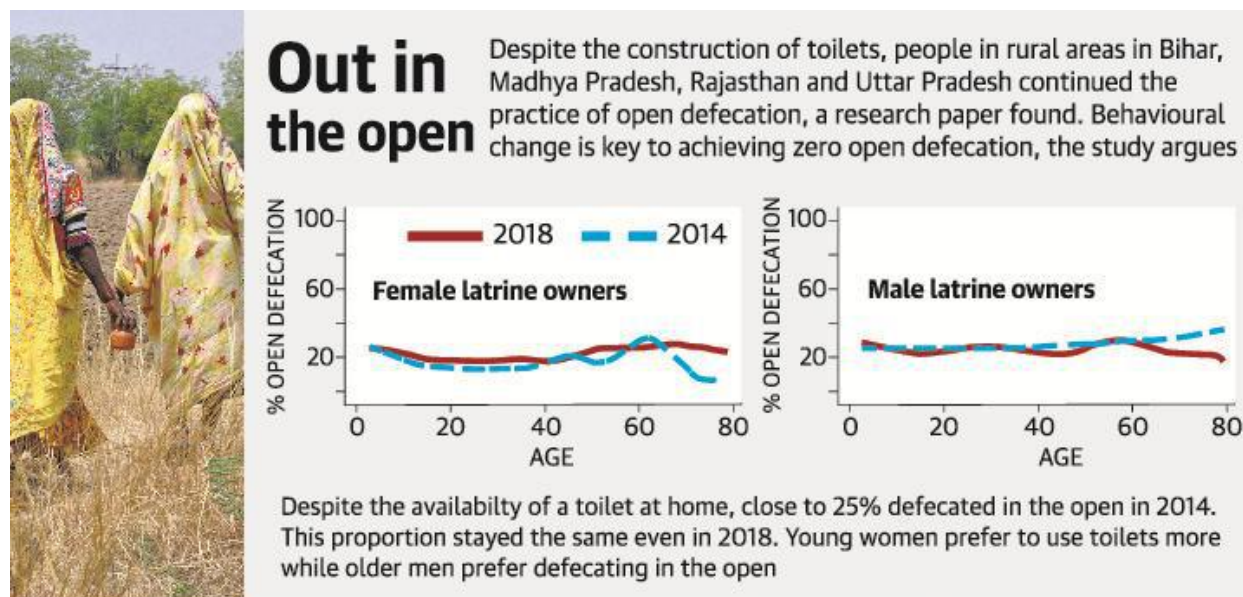 Out in
the open
Despite the construction of toilets, people in rural areas in Bihar,
Madhya Pradesh, Rajasthan and Uttar Pradesh continued the
practice of open defecation, a research paper found. Behavioural
change is key to achieving zero open defecation, the study argues
% OPEN DEFECATION
100
60
20
2018
2014
Female latrine owners
0 20 40 60 80
AGE
% OPEN DEFECATION
100
60
20
Male latrine owners
0 20 40 60 80
AGE
Despite the availabilty of a toilet at home, close to 25% defecated in the open in 2014.
This proportion stayed the same even in 2018. Young women prefer to use toilets more
while older men prefer defecating in the open